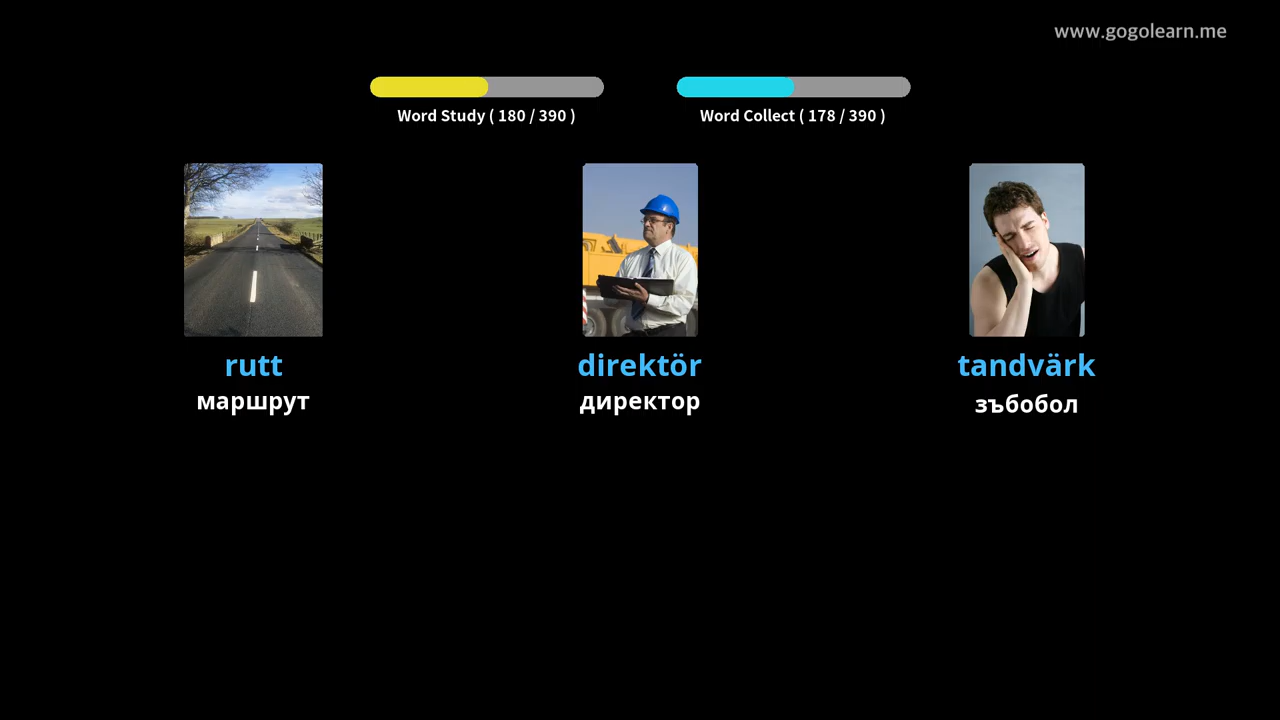 www.gogolearn.me
Word Study ( 180 / 390 )
Word Collect ( 178 / 390 )
rutt
direktör
tandvärk
маршрут
директор
зъбобол